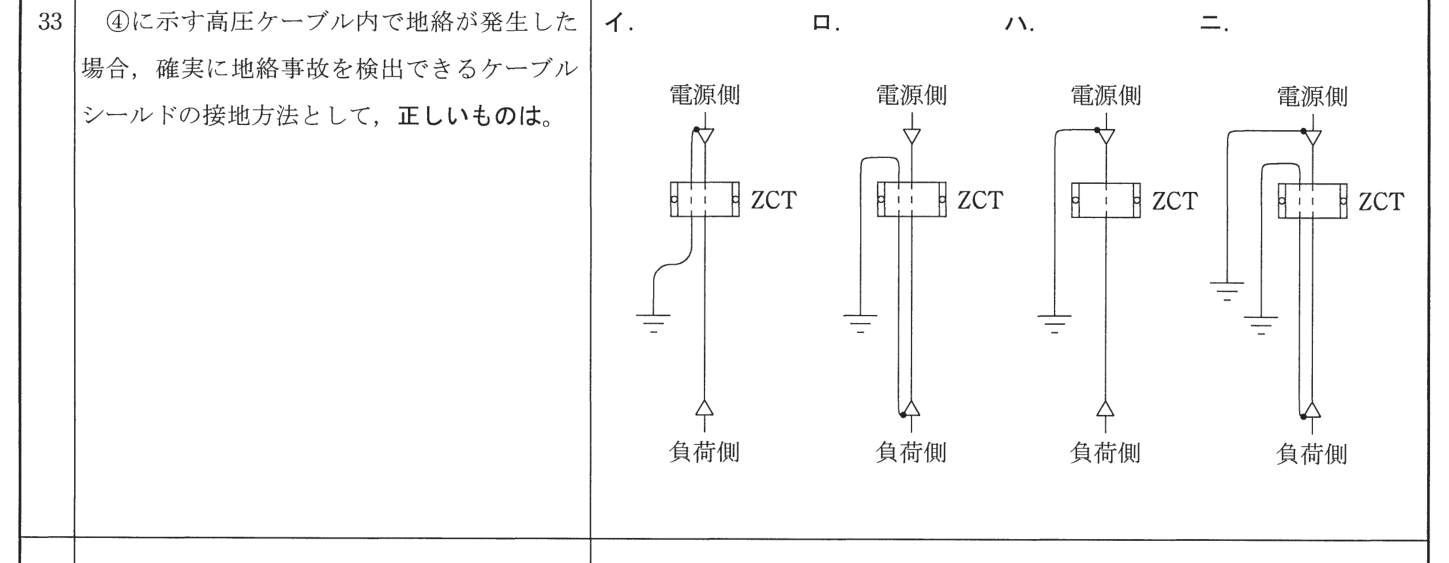 33
④に示す高圧ケーブル内で地絡が発生した
場合，確実に地絡事故を検出できるケーブル
シールドの接地方法として，正しいものは。
イ． ロ． ハ． ニ．
電源側 電源側 電源側 電源側
ZCT ZCT ZCT ZCT
負荷側 負荷側 負荷側 負荷側